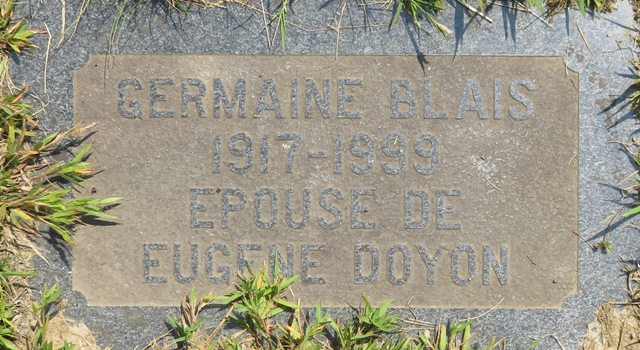 GERMAINE BLAIS
1917-1999
EPOUSE DE
EUGENE DOYON